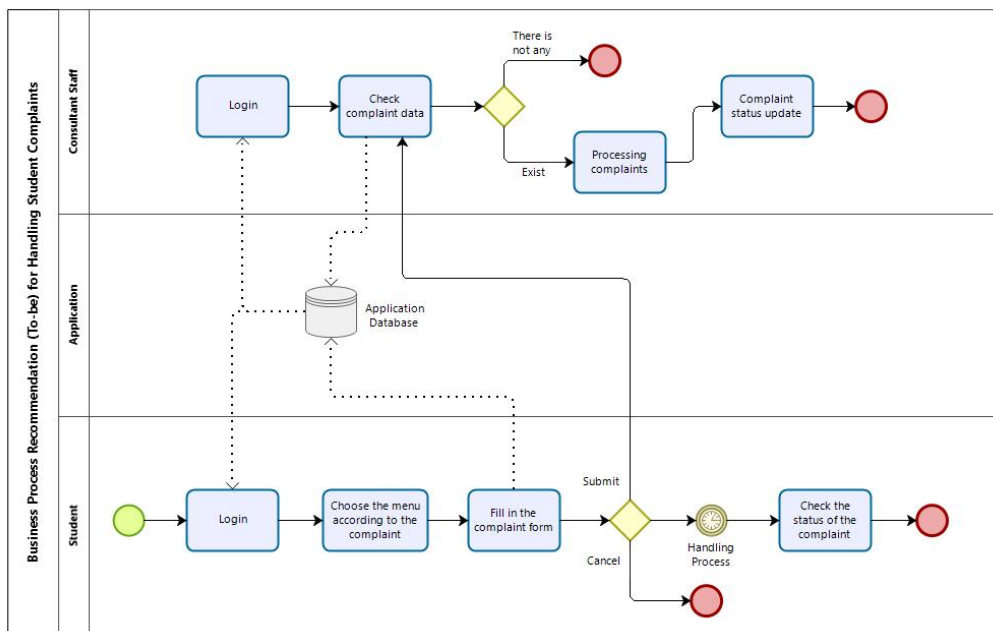 Business Process Recommendation (To-be) for Handling Student Complaints
Consultant Staff
There is
not any
Login
Check
complaint data
Complaint
status update
Exist
Processing
complaints
Application
Application
Database
Student
Submit
Login
Choose the menu
according to the
complaint
Fill in the
complaint form
Check the
status of the
complaint
Cancel
Handling
Process